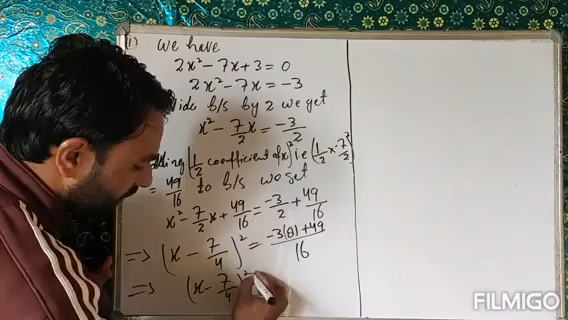 i) We have
2x² - 7x + 3 = 0
2x² - 7x = -3
b/s by 2 we get
x² - 7/2 x = -3/2
(1/2 coefficient of x)² i.e (1/2 x -7/2)²
= 49/16 to b/s we get
x² - 7/2 x + 49/16 = -3/2 + 49/16
=> (x - 7/4)² = -3(8) + 49 / 16
=> (x - 7/4)²
FILMIGO